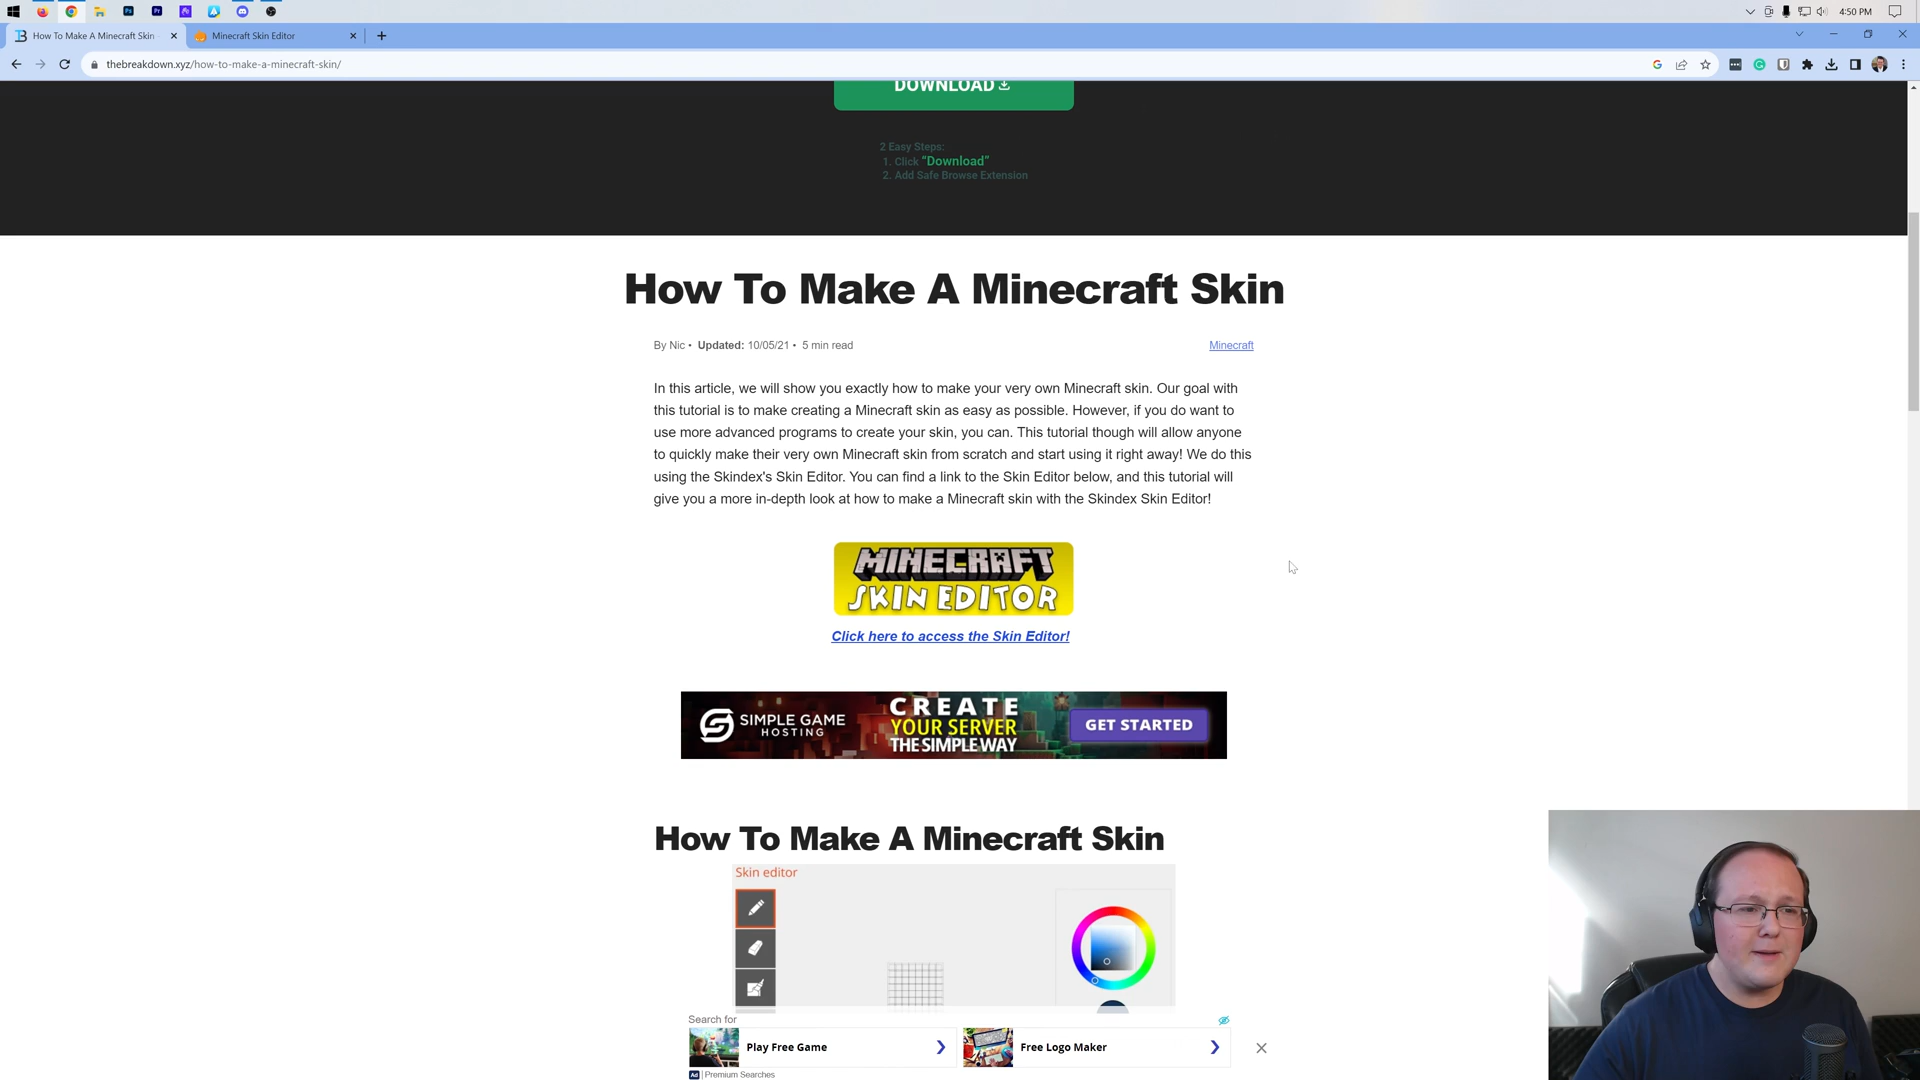 4:50 PM
How To Make A Minecraft Skin
Minecraft Skin Editor
thebreakdown.xyz/how-to-make-a-minecraft-skin/
DOWNLOAD
2 Easy Steps:
1. Click “Download”
2. Add Safe Browse Extension
How To Make A Minecraft Skin
By Nic • Updated: 10/05/21 • 5 min read
Minecraft
In this article, we will show you exactly how to make your very own Minecraft skin. Our goal with
this tutorial is to make creating a Minecraft skin as easy as possible. However, if you do want to
use more advanced programs to create your skin, you can. This tutorial though will allow anyone
to quickly make their very own Minecraft skin from scratch and start using it right away! We do this
using the Skindex's Skin Editor. You can find a link to the Skin Editor below, and this tutorial will
give you a more in-depth look at how to make a Minecraft skin with the Skindex Skin Editor!
MINECRAFT
SKIN EDITOR
Click here to access the Skin Editor!
SIMPLE GAME
HOSTING
CREATE
YOUR SERVER
THE SIMPLE WAY
GET STARTED
How To Make A Minecraft Skin
Skin editor
Search for
Play Free Game
Free Logo Maker
Ad | Premium Searches